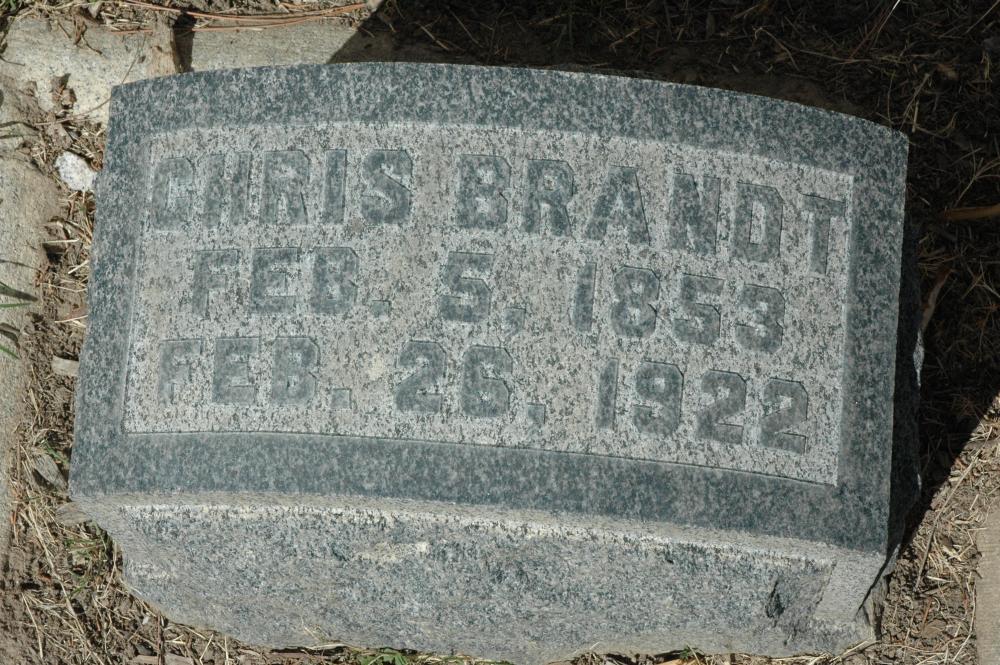 CHRIS BRANDT
FEB. 5, 1853
FEB. 26, 1922